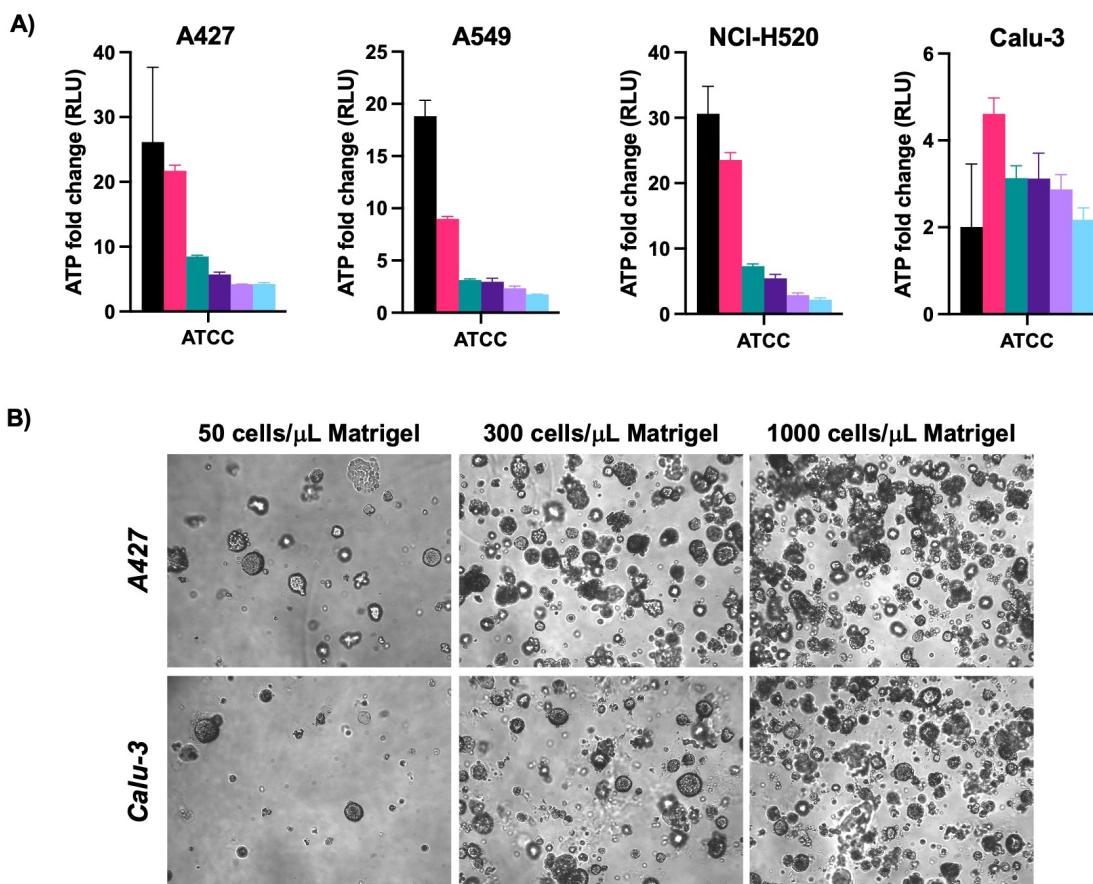 A)
A427
A549
NCI-H520
Calu-3
ATP fold change (RLU)
40
30
20
10
0
ATCC
ATP fold change (RLU)
25
20
15
10
5
0
ATCC
ATP fold change (RLU)
40
30
20
10
0
ATCC
ATP fold change (RLU)
6
4
2
0
ATCC
B)
50 cells/μL Matrigel
300 cells/μL Matrigel
1000 cells/μL Matrigel
A427
Calu-3